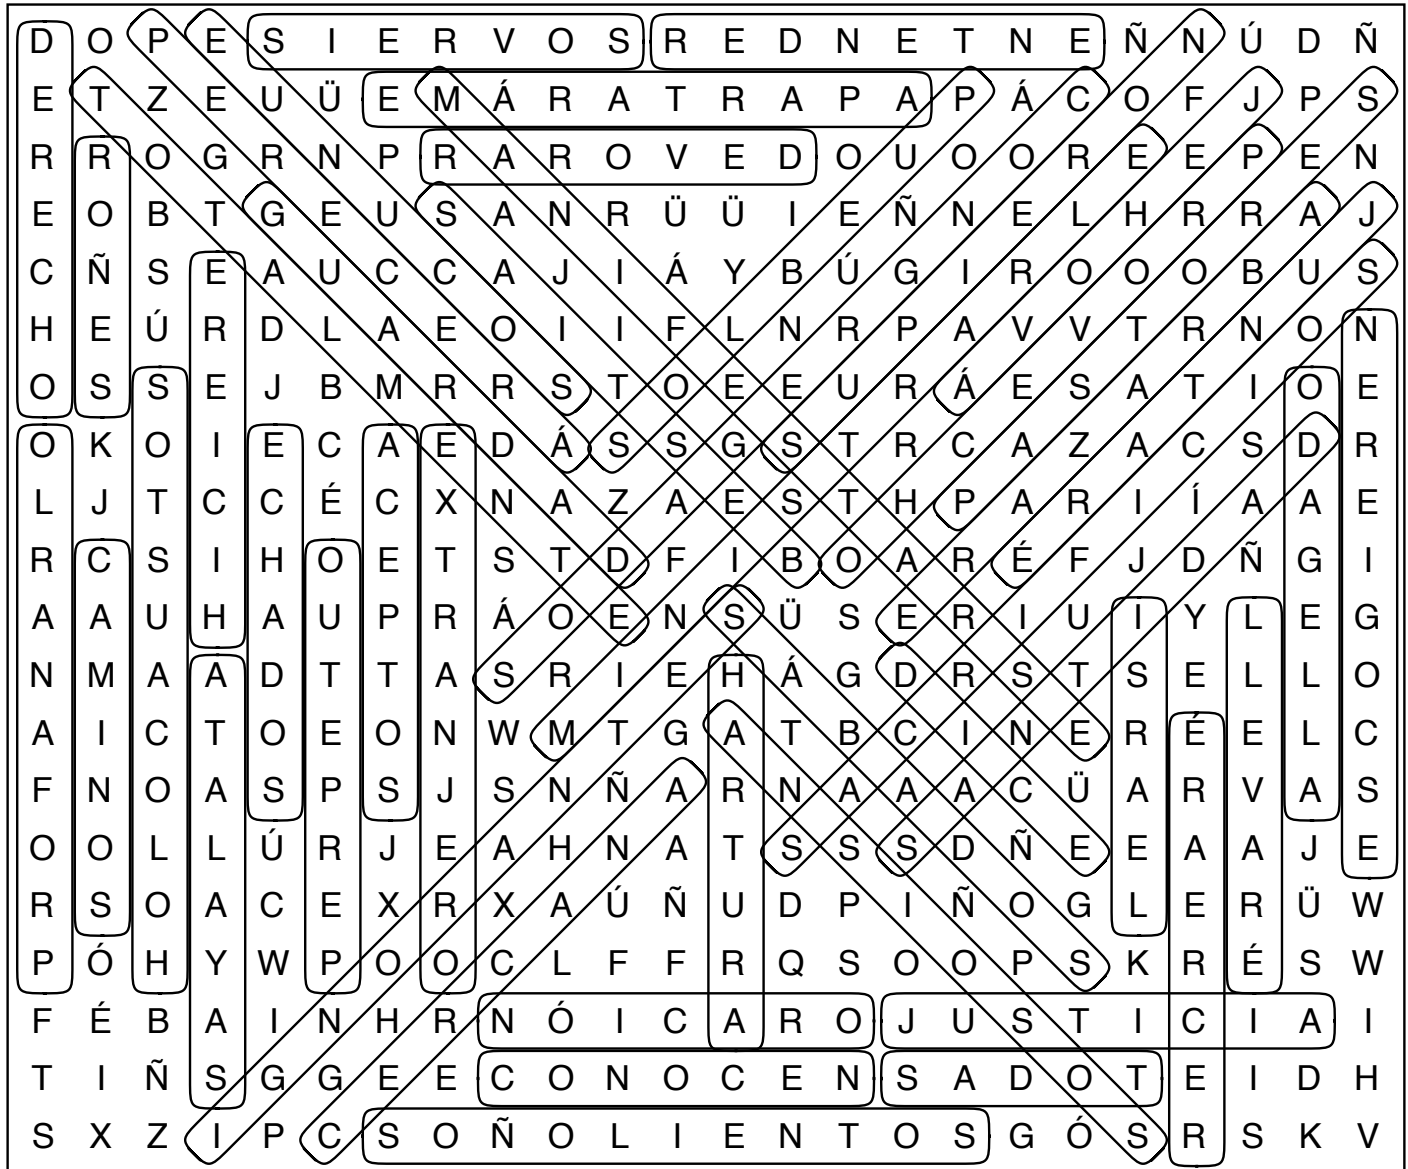 D O P E S I E R V O S R E D N E T N E Ñ N Ú D Ñ
E T Z E U Ü E M Á R A T R A P A P Á C O F J P S
R R O G R N P R A R O V E D O U O O R E E P E N
E O B T G E U S A N R Ü Ü I E Ñ N E L H R R A J
C Ñ S E A U C C A J I Á Y B Ú G I R O O O B U S
H E Ú R D L A E O I I F L N R P A V V T R N O N
O S S E J B M R R S T O E E U R Á E S A T I O E
O K O I E C A E D Á S S G S T R C A Z A C S D R
L J T C C É C X N A Z A E S T H P A R I Í A A E
R C S I H O E T S T D F I B O A R É F J D Ñ G I
A A U H A U P R Á O E N S Ü S E R I U I Y L E G
N M A A D T T A S R I E H Á G D R S T S E L L O
A I C T O E O N W M T G A T B C I N E R É E L C
F N O A S P S J S N Ñ A R N A A A C Ü A R V A S
O O L L Ú R J E A H N A T S S S D Ñ E E A A J E
R S O A C E X R X A Ú Ñ U D P I Ñ O G L E R Ü W
P Ó H Y W P O O C L F F R Q S O O P S K R É S W
F É B A I N H R N Ó I C A R O J U S T I C I A I
T I Ñ S G G E E C O N O C E N S A D O T E I D H
S X Z I P C S O Ñ O L I E N T O S G Ó S R S K V